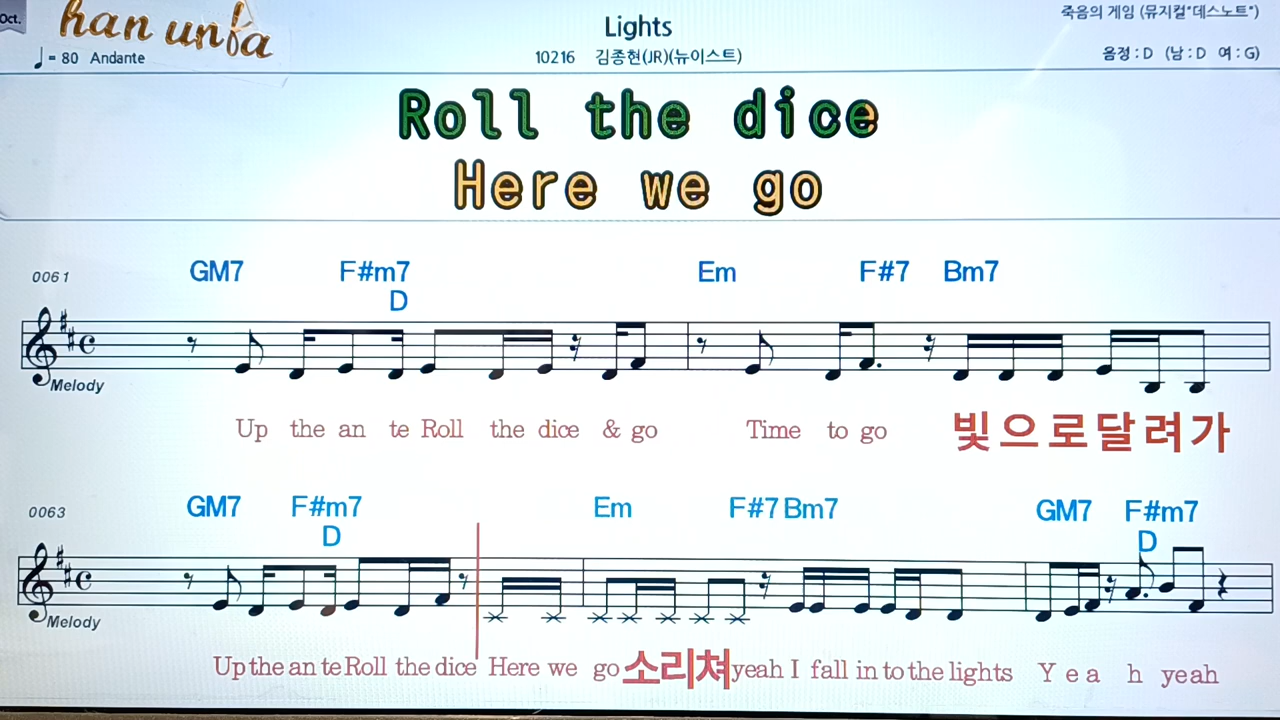 Oct.
han unfa
Lights
죽음의 게임 (뮤지컬"데스노트")
♩= 80 Andante
10216 김종현(JR)(뉴이스트)
음정 : D (남 : D 여 : G)
Roll the dice
Here we go
0061
GM7 F#m7 Em F#7 Bm7
D
Melody
Up the an te Roll the dice & go Time to go 빛으로달려가
0063
GM7 F#m7 Em F#7 Bm7 GM7 F#m7
D D
Melody
Up the an te Roll the dice Here we go 소리쳐 yeah I fall in to the lights Y e a h yeah